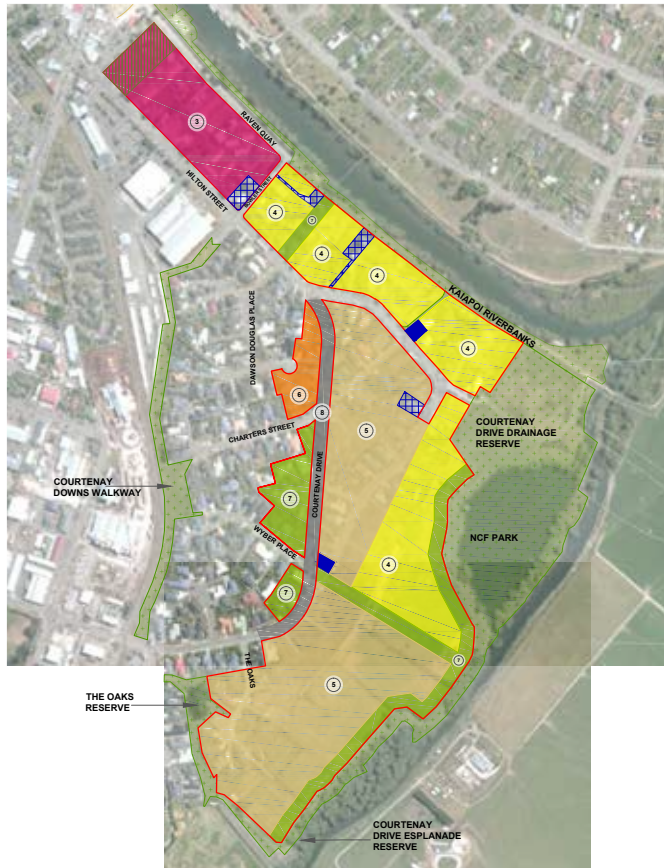 3
RAVEN QUAY
HILTON STREET
4
4
4
KAIAPOI RIVERBANKS
4
DAWSON DOUGLAS PLACE
6
8
CHARTERS STREET
5
COURTENAY
DRIVE DRAINAGE
RESERVE
COURTENAY
DOWNS WALKWAY
7
COURTENAY DRIVE
NCF PARK
WYBER PLACE
4
7
7
THE OAKS
5
THE OAKS
RESERVE
COURTENAY
DRIVE ESPLANADE
RESERVE